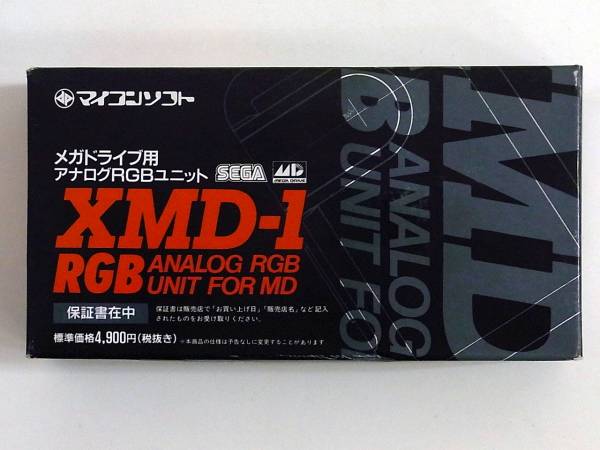 マイコンソフト
メガドライブ用
アナログRGBユニット
SEGA
MD
MEGA DRIVE
XMD-1
RGB
ANALOG RGB
UNIT FOR MD
保証書在中
保証書は販売店で「お買い上げ日」「販売店名」など記入
されたものをお受け取りください。
標準価格4,900円(税抜き)
※本商品の仕様は予告なしに変更することがあります
MD
ANALOG
B UNIT FO